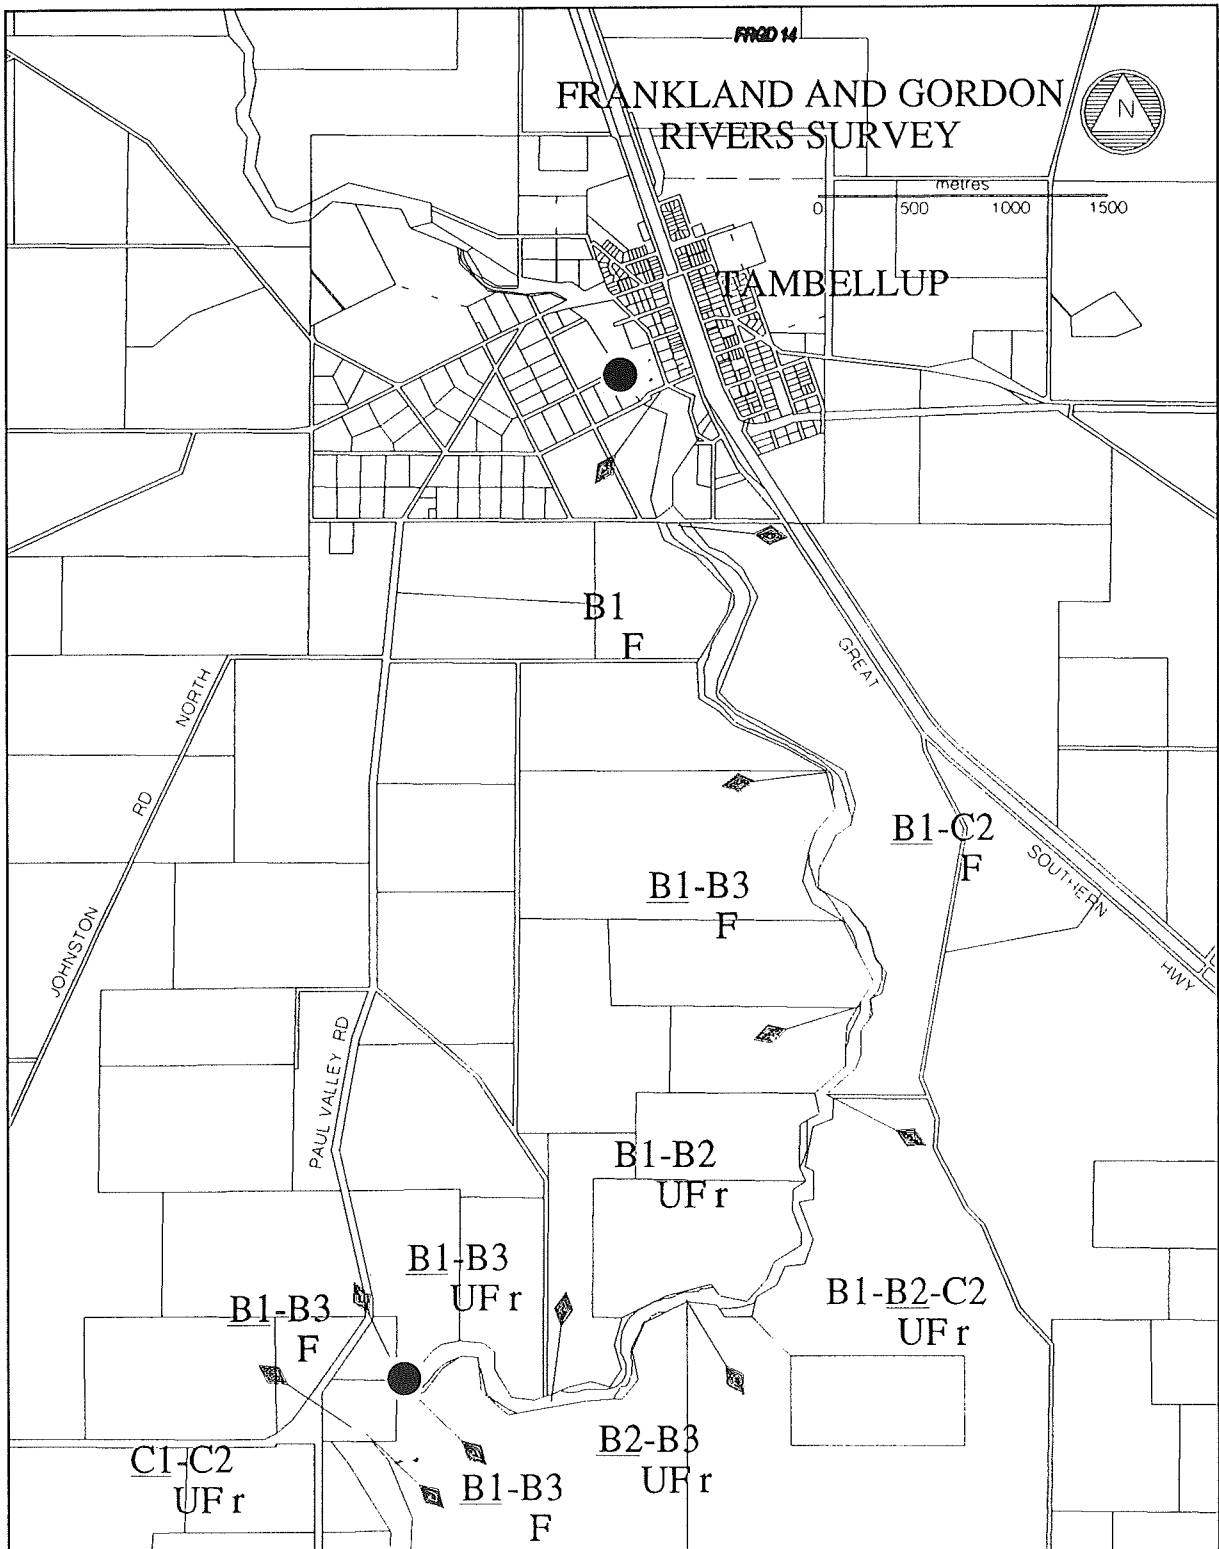 FRGD 14
FRANKLAND AND GORDON
RIVERS SURVEY
N
metres
0 500 1000 1500
TAMBELLUP
B1
F
GREAT
NORTH
RD
B1-C2
F
SOUTHERN
B1-B3
F
JOHNSTON
HWY
PAUL VALLEY RD
B1-B2
UF r
B1-B3
UF r
B1-B3
F
B1-B2-C2
UF r
B2-B3
UF r
C1-C2
UF r
B1-B3
F